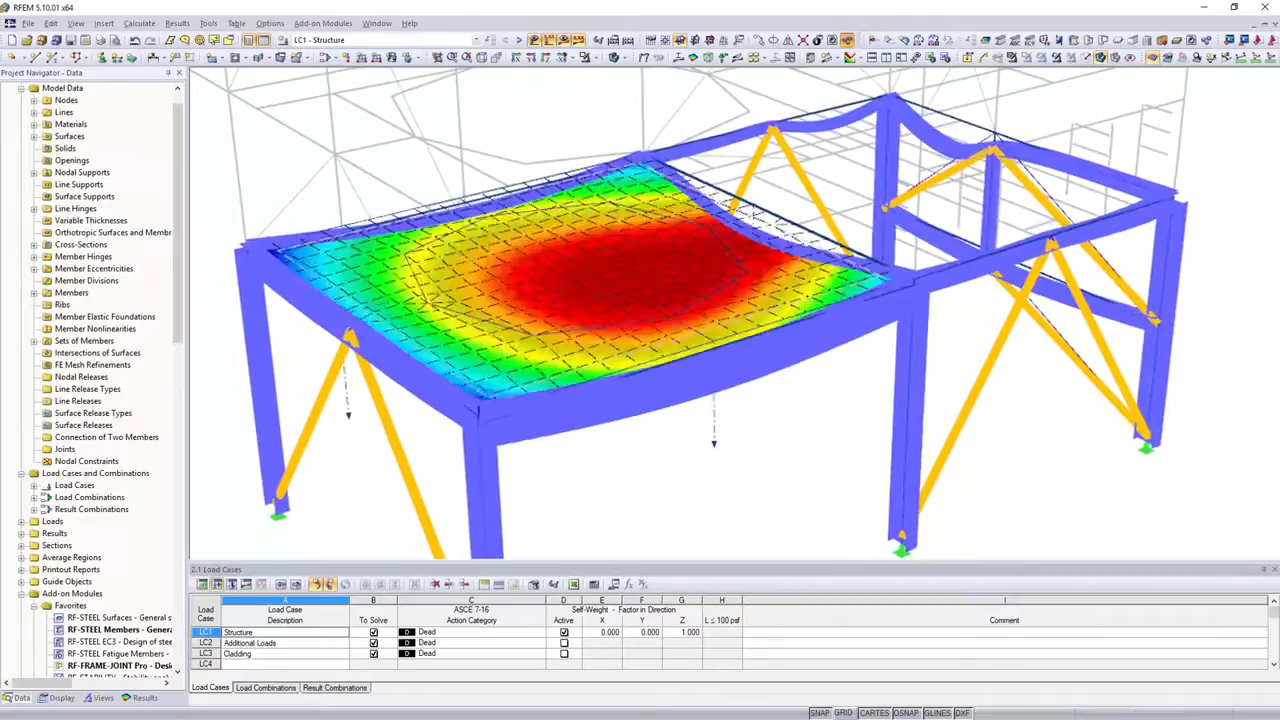 RFEM 5.10.01 x64
File Edit View Insert Calculate Results Tools Table Options Add-on Modules Window Help
LC1 - Structure
Project Navigator - Data
Model Data
Nodes
Lines
Materials
Surfaces
Solids
Openings
Nodal Supports
Line Supports
Surface Supports
Line Hinges
Variable Thicknesses
Orthotropic Surfaces and Membr
Cross-Sections
Member Hinges
Member Eccentricities
Member Divisions
Members
Ribs
Member Elastic Foundations
Member Nonlinearities
Sets of Members
Intersections of Surfaces
FE Mesh Refinements
Nodal Releases
Line Release Types
Line Releases
Surface Release Types
Surface Releases
Connection of Two Members
Joints
Nodal Constraints
Load Cases and Combinations
Load Cases
Load Combinations
Result Combinations
Loads
Results
Sections
Average Regions
Printout Reports
Guide Objects
Add-on Modules
Favorites
RF-STEEL Surfaces - General s
RF-STEEL Members - Genera
RF-STEEL EC3 - Design of stee
RF-STEEL Fatigue Members -
RF-FRAME-JOINT Pro - Desi
Data Display Views Results
2.1 Load Cases
A B C D E F G H I
Load Case
Load Case Description
To Solve
ASCE 7-16
Action Category
Self-Weight - Factor in Direction
Active X Y Z
L ≤ 100 psf
Comment
LC1 Structure D Dead 0.000 0.000 1.000
LC2 Additional Loads D Dead
LC3 Cladding D Dead
LC4
Load Cases Load Combinations Result Combinations
SNAP GRID CARTES OSNAP GLINES DXF